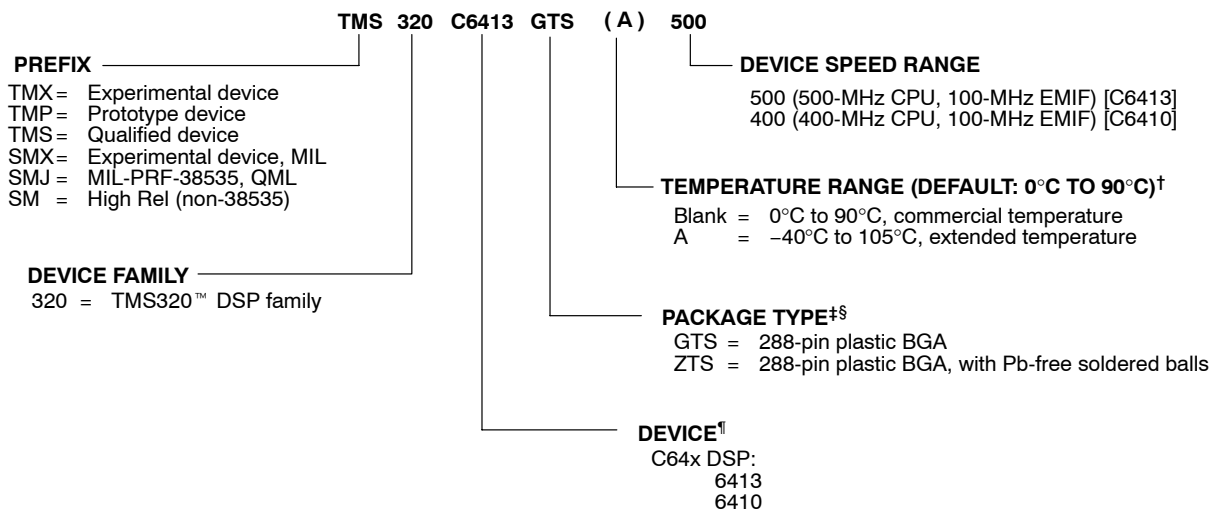 TMS 320 C6413 GTS ( A ) 500
PREFIX
TMX = Experimental device
TMP = Prototype device
TMS = Qualified device
SMX = Experimental device, MIL
SMJ = MIL-PRF-38535, QML
SM = High Rel (non-38535)
DEVICE SPEED RANGE
500 (500-MHz CPU, 100-MHz EMIF) [C6413]
400 (400-MHz CPU, 100-MHz EMIF) [C6410]
TEMPERATURE RANGE (DEFAULT: 0°C TO 90°C)†
Blank = 0°C to 90°C, commercial temperature
A = −40°C to 105°C, extended temperature
DEVICE FAMILY
320 = TMS320™ DSP family
PACKAGE TYPE‡§
GTS = 288-pin plastic BGA
ZTS = 288-pin plastic BGA, with Pb-free soldered balls
DEVICE¶
C64x DSP:
6413
6410